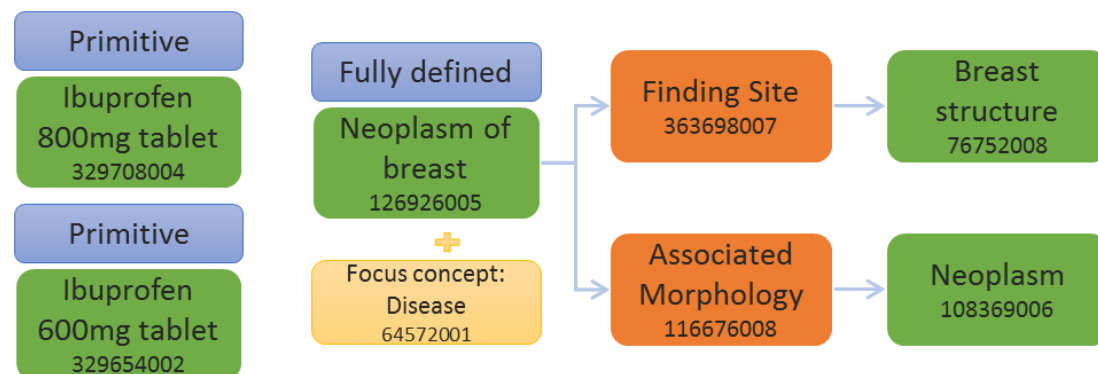 Primitive
Ibuprofen
800mg tablet
329708004
Primitive
Ibuprofen
600mg tablet
329654002
Fully defined
Neoplasm of
breast
126926005
Focus concept:
Disease
64572001
Finding Site
363698007
Breast
structure
76752008
Associated
Morphology
116676008
Neoplasm
108369006